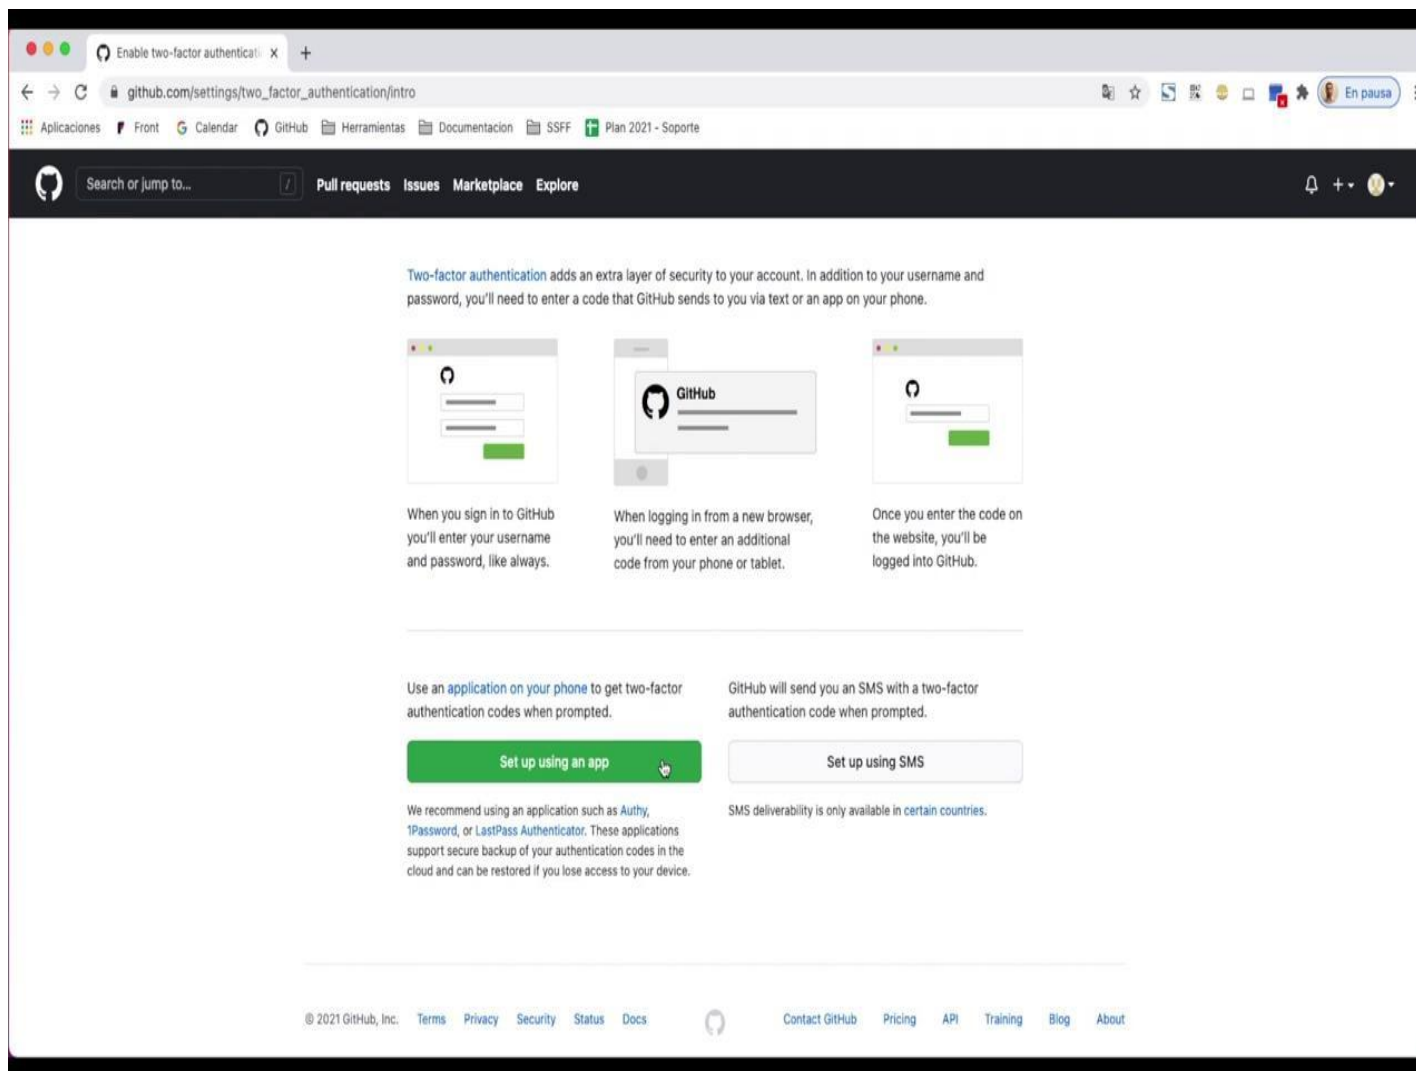 Enable two-factor authenticati
github.com/settings/two_factor_authentication/intro
En pausa
Aplicaciones Front Calendar GitHub Herramientas Documentacion SSFF Plan 2021 - Soporte
Search or jump to... / Pull requests Issues Marketplace Explore
Two-factor authentication adds an extra layer of security to your account. In addition to your username and
password, you'll need to enter a code that GitHub sends to you via text or an app on your phone.
GitHub
When you sign in to GitHub
you'll enter your username
and password, like always.
When logging in from a new browser,
you'll need to enter an additional
code from your phone or tablet.
Once you enter the code on
the website, you'll be
logged into GitHub.
Use an application on your phone to get two-factor
authentication codes when prompted.
Set up using an app
We recommend using an application such as Authy,
1Password, or LastPass Authenticator. These applications
support secure backup of your authentication codes in the
cloud and can be restored if you lose access to your device.
GitHub will send you an SMS with a two-factor
authentication code when prompted.
Set up using SMS
SMS deliverability is only available in certain countries.
© 2021 GitHub, Inc. Terms Privacy Security Status Docs Contact GitHub Pricing API Training Blog About